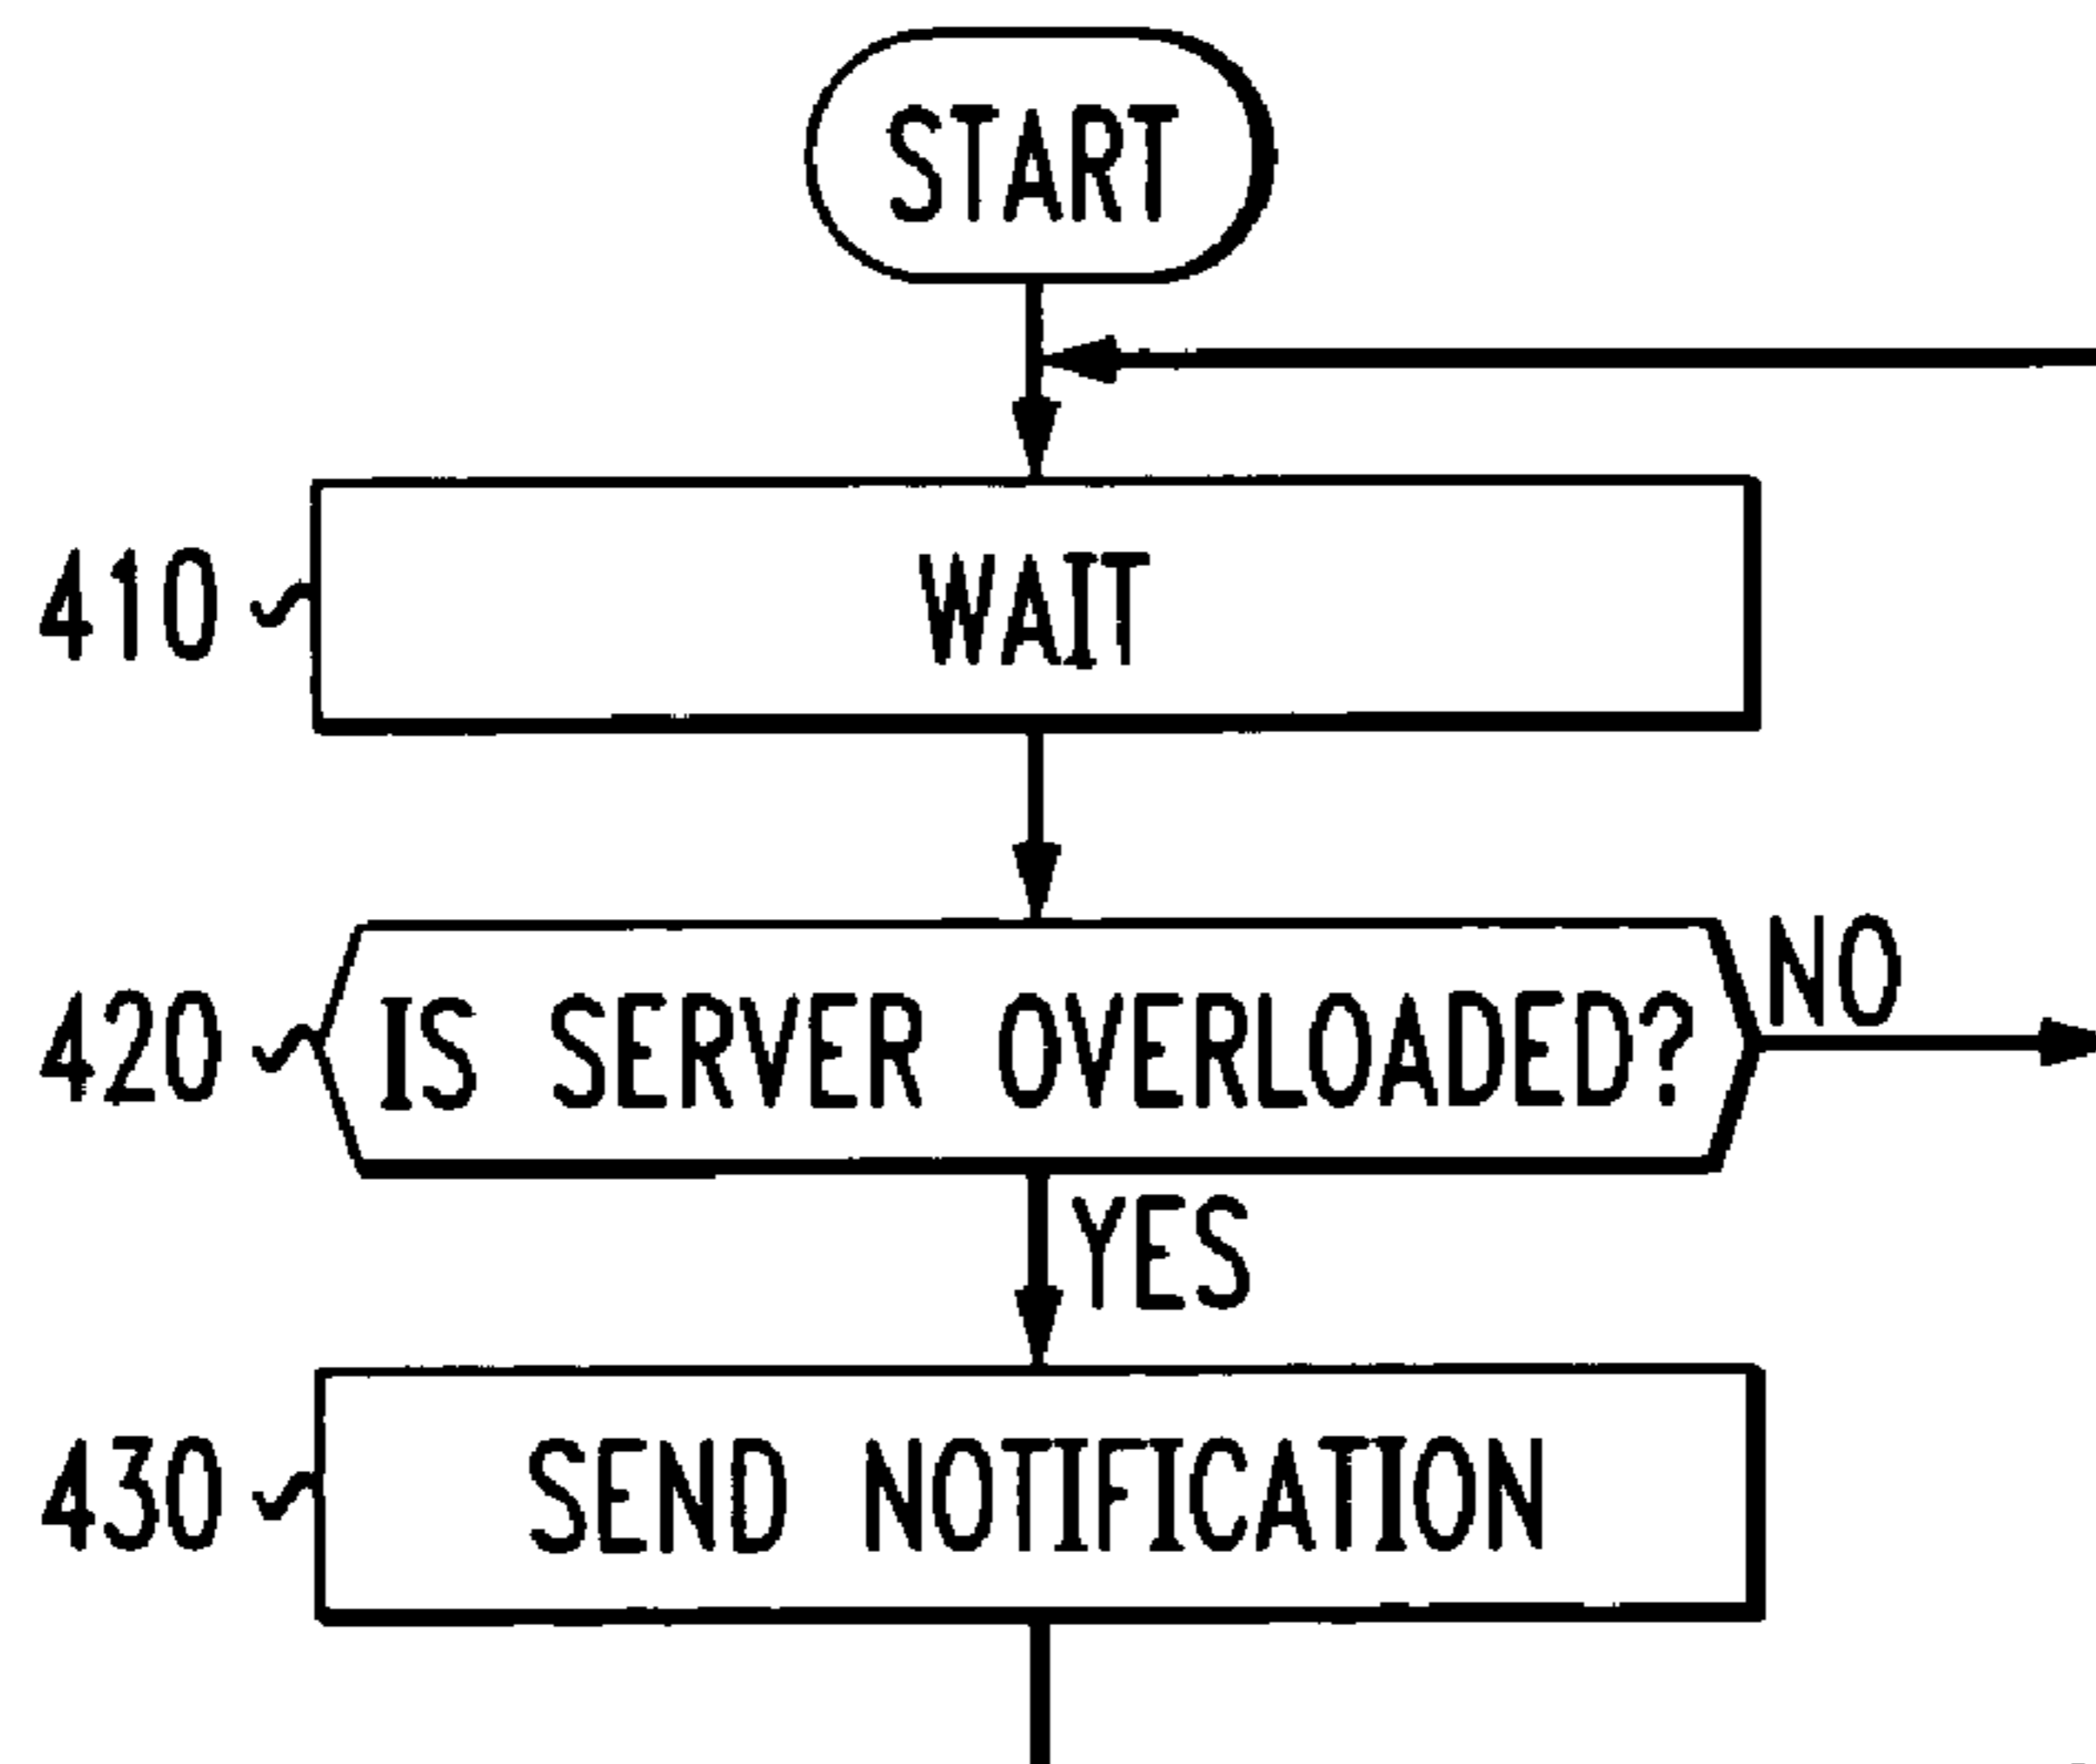 START
410
WAIT
420
IS SERVER OVERLOADED?
NO
YES
430
SEND NOTIFICATION